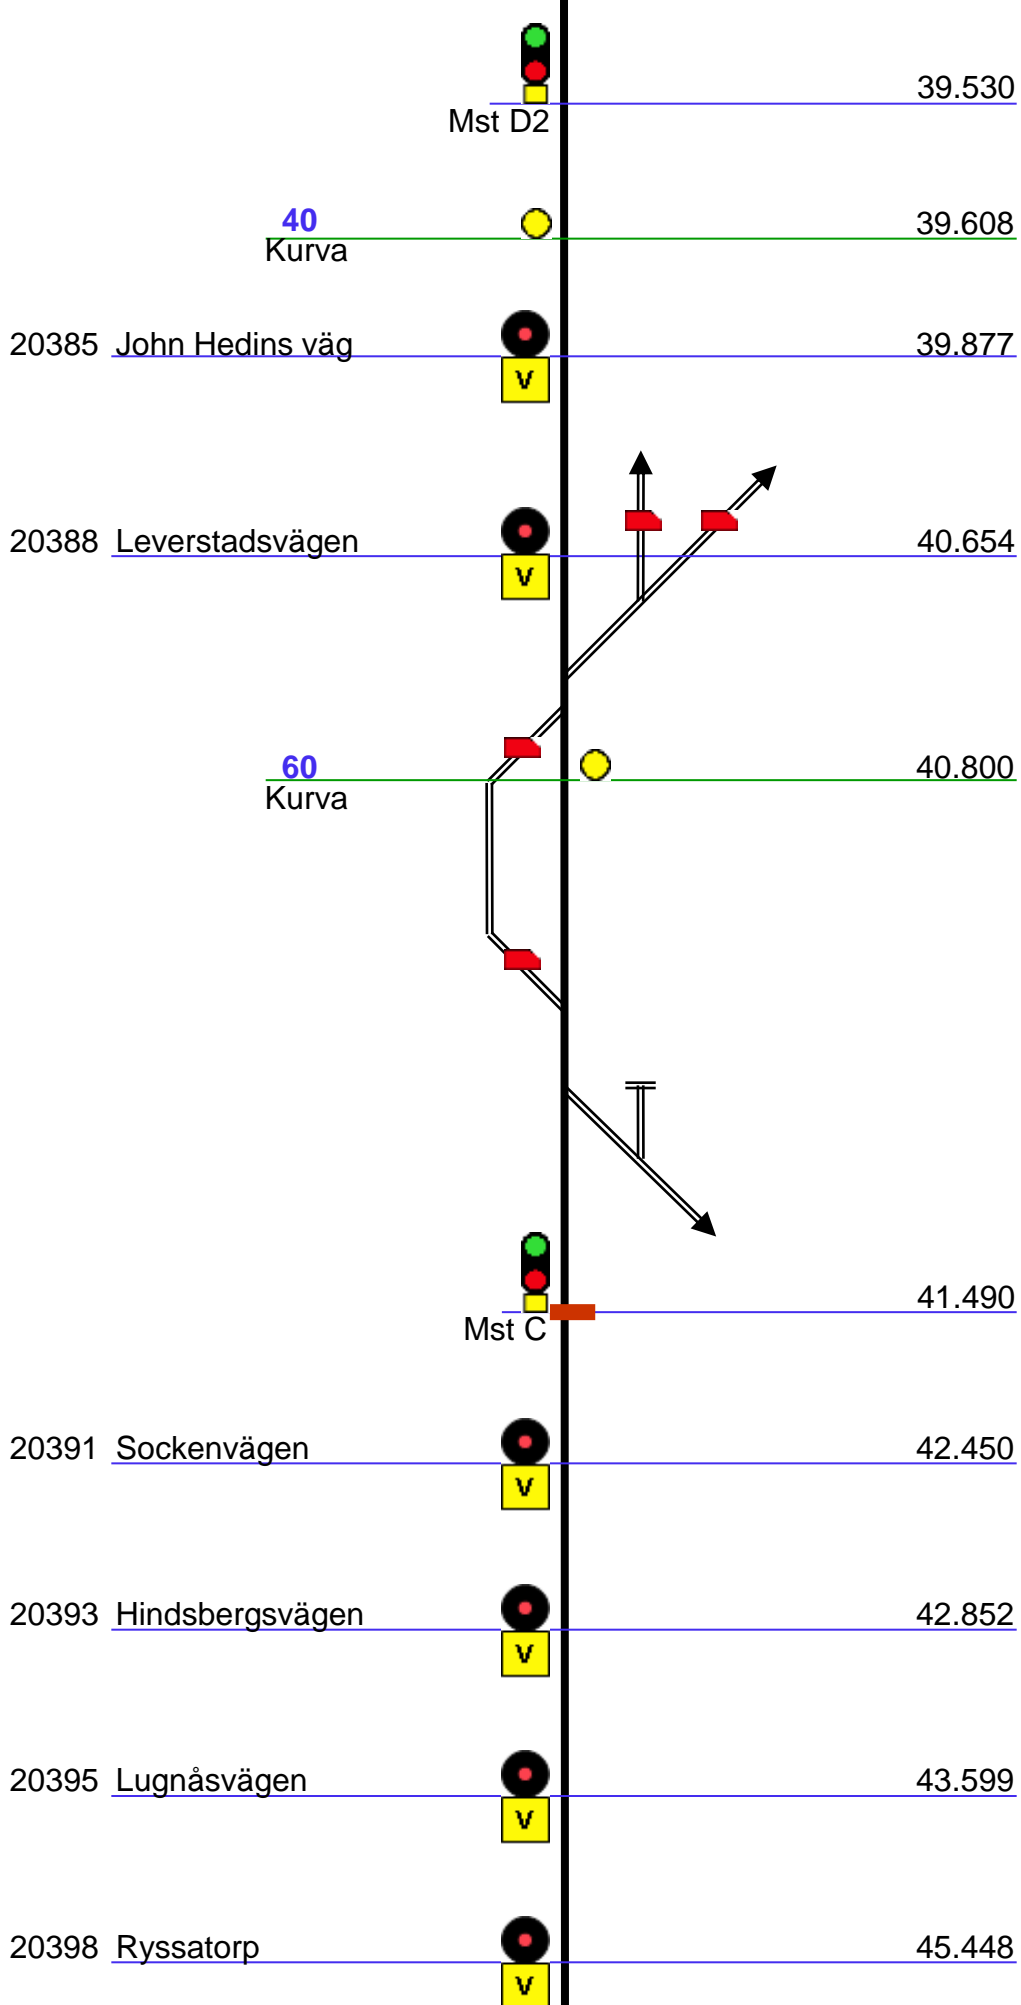 39.530
Mst D2
40 39.608
Kurva
20385 John Hedins väg 39.877
V
20388 Leverstadsvägen 40.654
V
60 40.800
Kurva
41.490
Mst C
20391 Sockenvägen 42.450
V
20393 Hindsbergsvägen 42.852
V
20395 Lugnåsvägen 43.599
V
20398 Ryssatorp 45.448
V